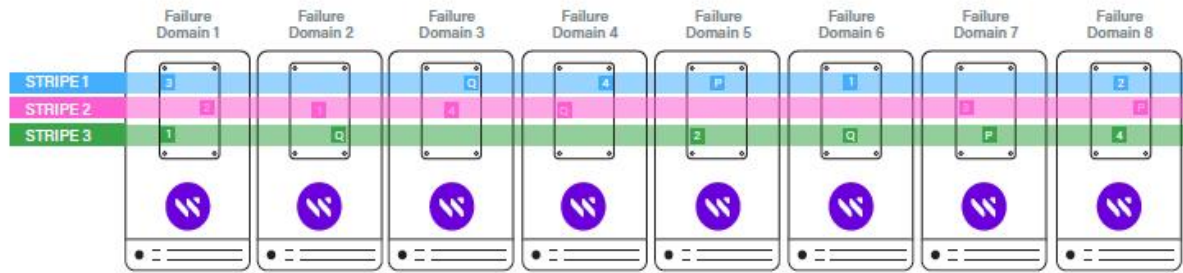 Failure Domain 1
Failure Domain 2
Failure Domain 3
Failure Domain 4
Failure Domain 5
Failure Domain 6
Failure Domain 7
Failure Domain 8
STRIPE 1 3 Q 4 P 1 2
STRIPE 2 2 1 4 Q 3 P
STRIPE 3 1 Q 2 Q P 4